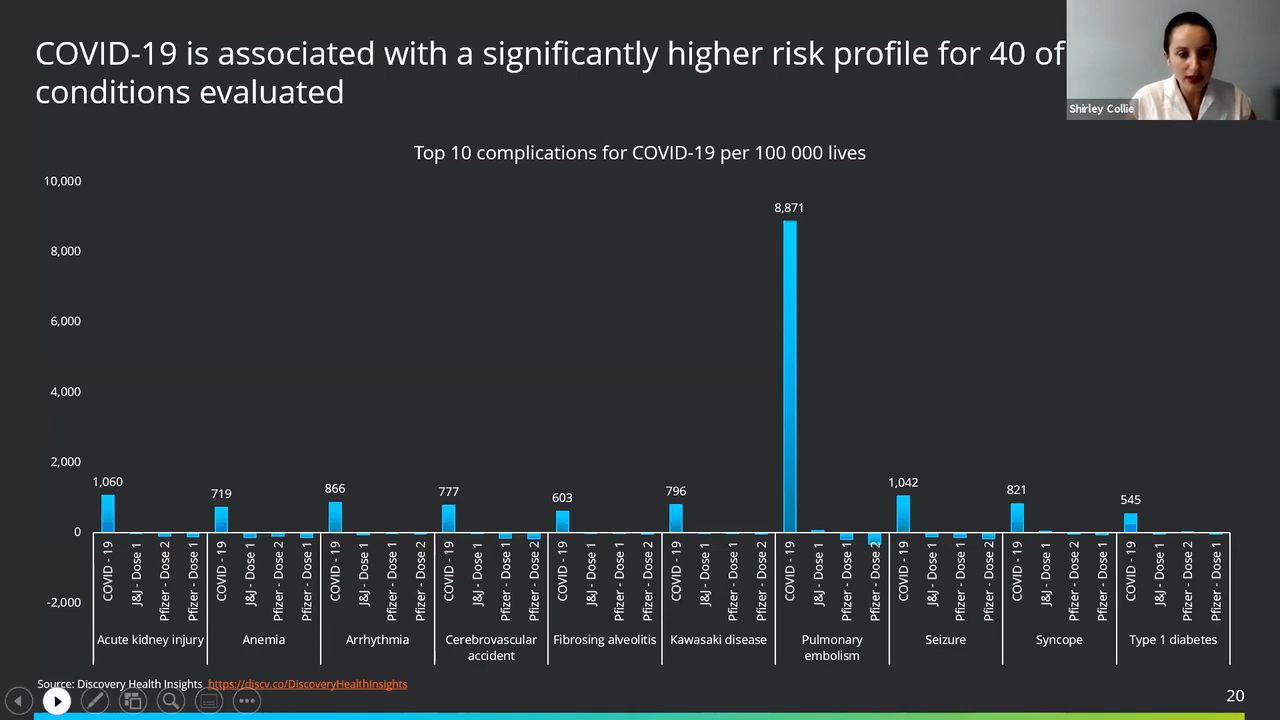 COVID-19 is associated with a significantly higher risk profile for 40 of
conditions evaluated
Shirley Collie
Top 10 complications for COVID-19 per 100 000 lives
10,000
8,000
6,000
4,000
2,000
0
-2,000
1,060
719
866
777
603
796
8,871
1,042
821
545
COVID - 19
J&J - Dose 1
Pfizer - Dose 2
Pfizer - Dose 1
COVID - 19
J&J - Dose 1
Pfizer - Dose 2
Pfizer - Dose 1
COVID - 19
J&J - Dose 1
Pfizer - Dose 1
Pfizer - Dose 2
COVID - 19
J&J - Dose 1
Pfizer - Dose 1
Pfizer - Dose 2
COVID - 19
J&J - Dose 1
Pfizer - Dose 1
Pfizer - Dose 2
COVID - 19
J&J - Dose 1
Pfizer - Dose 1
Pfizer - Dose 2
COVID - 19
J&J - Dose 1
Pfizer - Dose 1
Pfizer - Dose 2
COVID - 19
J&J - Dose 1
Pfizer - Dose 1
Pfizer - Dose 2
COVID - 19
J&J - Dose 1
Pfizer - Dose 2
Pfizer - Dose 1
COVID - 19
J&J - Dose 1
Pfizer - Dose 2
Pfizer - Dose 1
Acute kidney injury
Anemia
Arrhythmia
Cerebrovascular
accident
Fibrosing alveolitis
Kawasaki disease
Pulmonary
embolism
Seizure
Syncope
Type 1 diabetes
Source: Discovery Health Insights https://discv.co/DiscoveryHealthInsights
20